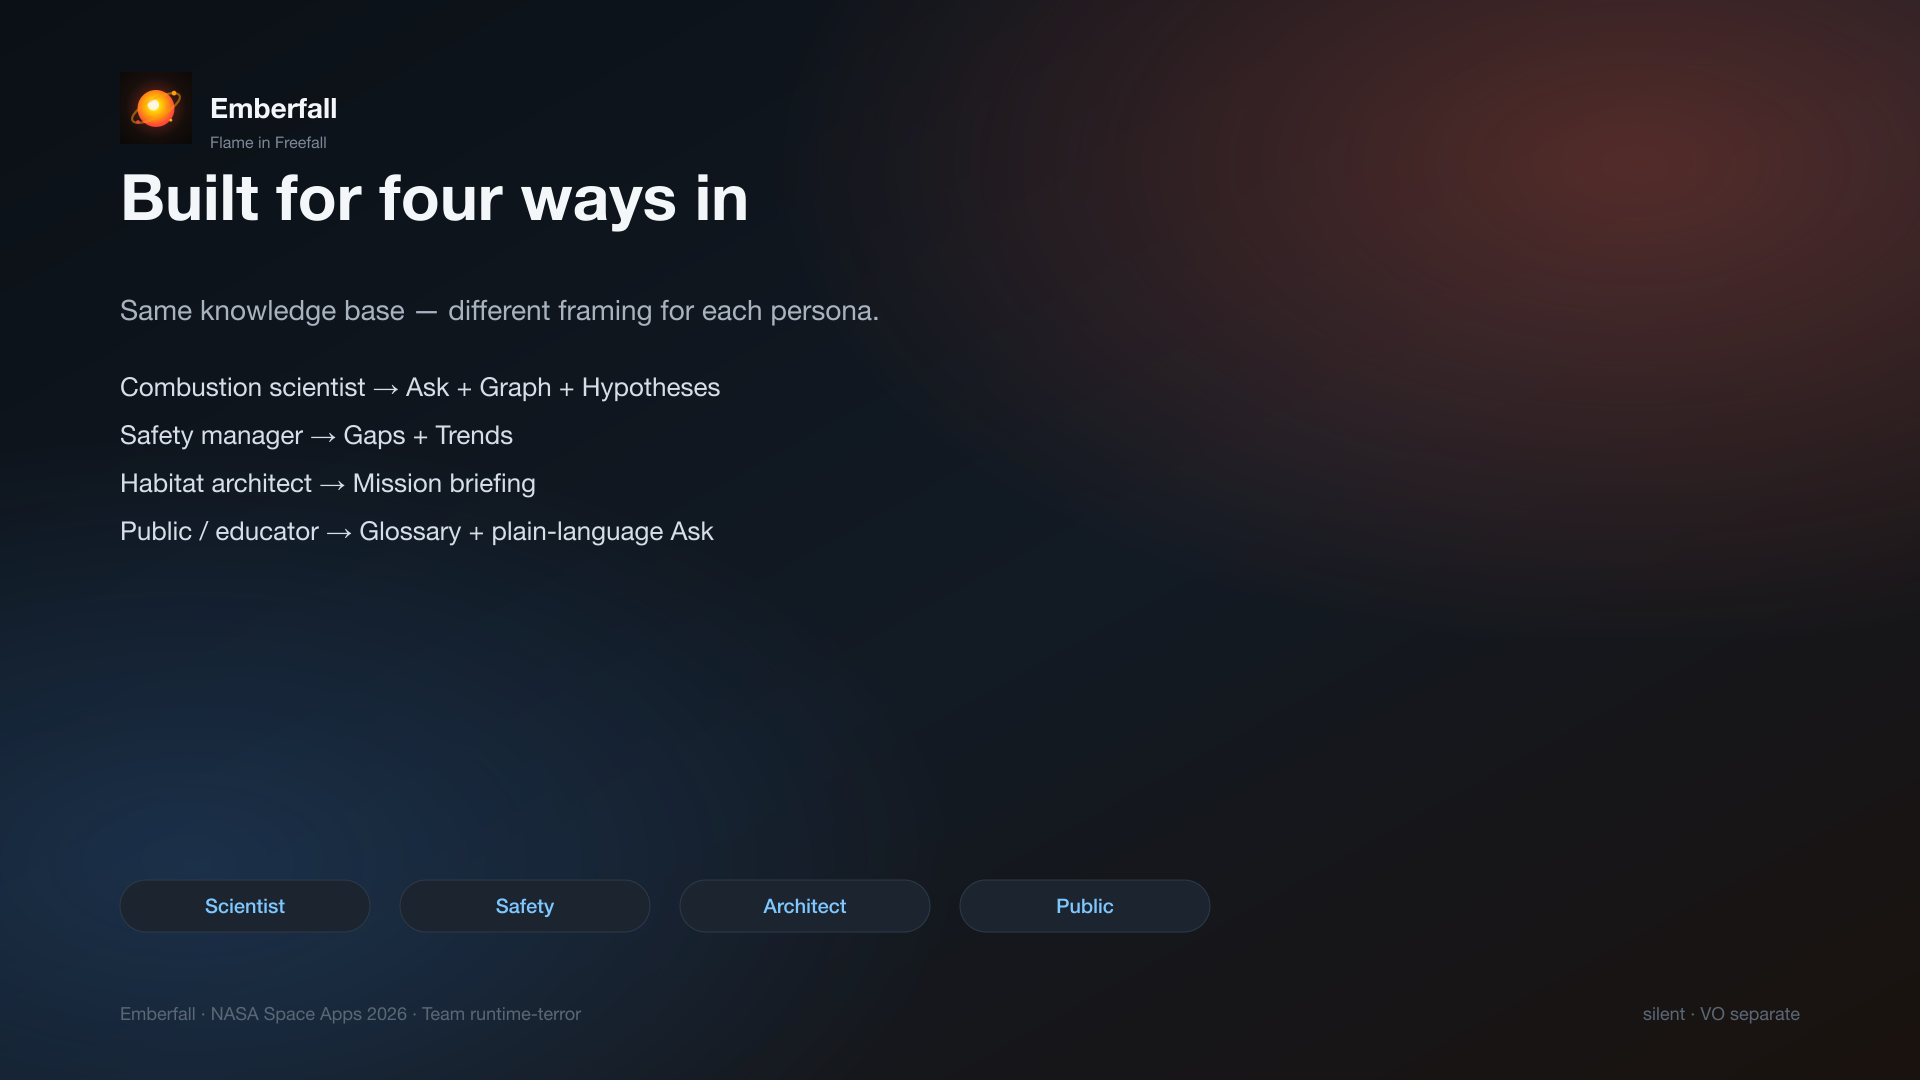 Emberfall
Flame in Freefall
Built for four ways in
Same knowledge base — different framing for each persona.
Combustion scientist → Ask + Graph + Hypotheses
Safety manager → Gaps + Trends
Habitat architect → Mission briefing
Public / educator → Glossary + plain-language Ask
Scientist
Safety
Architect
Public
Emberfall · NASA Space Apps 2026 · Team runtime-terror
silent · VO separate